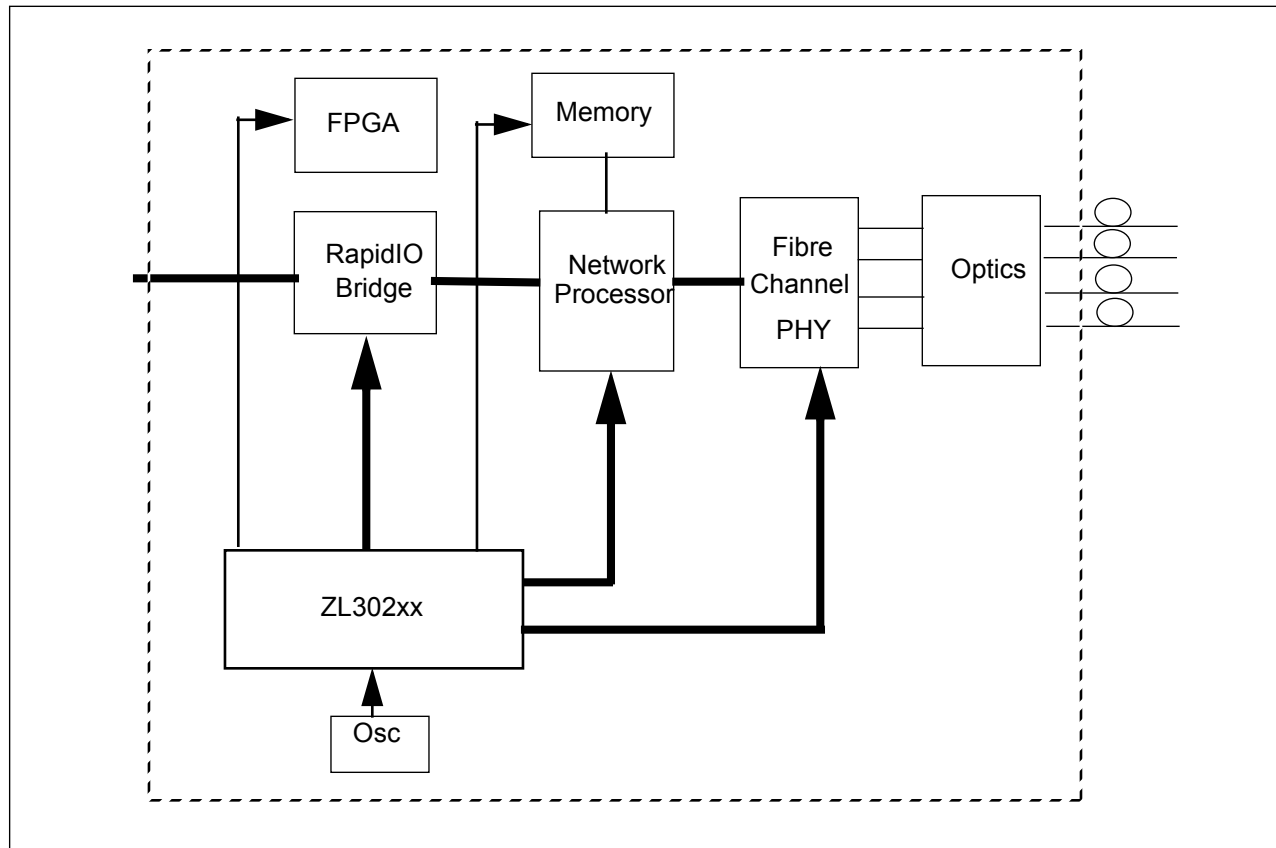 FPGA
Memory
RapidIO
Bridge
Network
Processor
Fibre
Channel
PHY
Optics
ZL302xx
Osc